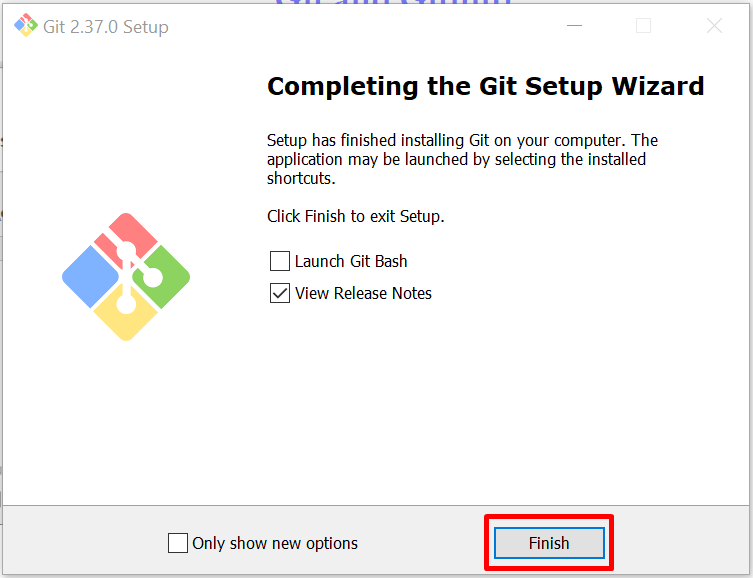 Git 2.37.0 Setup
Completing the Git Setup Wizard
Setup has finished installing Git on your computer. The
application may be launched by selecting the installed
shortcuts.
Click Finish to exit Setup.
Launch Git Bash
View Release Notes
Only show new options
Finish